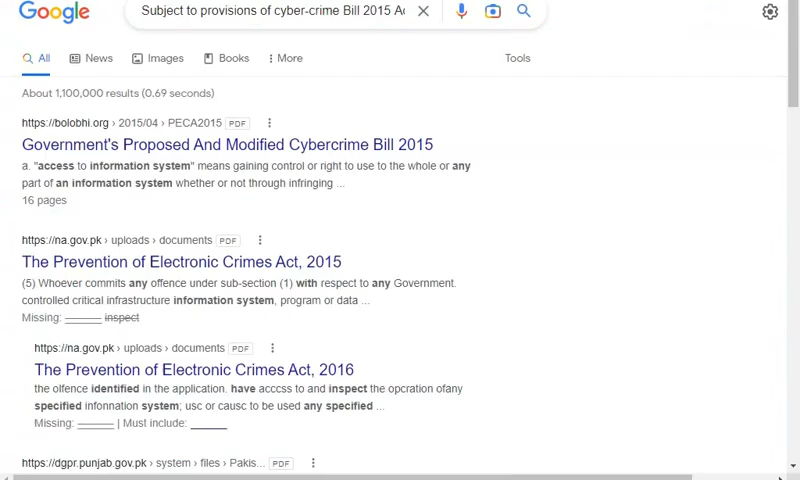 Google
Subject to provisions of cyber-crime Bill 2015 Ac
All News Images Books More Tools
About 1,100,000 results (0.69 seconds)
https://bolobhi.org › 2015/04 › PECA2015 PDF
Government's Proposed And Modified Cybercrime Bill 2015
a. "access to information system" means gaining control or right to use to the whole or any
part of an information system whether or not through infringing ...
16 pages
https://na.gov.pk › uploads › documents PDF
The Prevention of Electronic Crimes Act, 2015
(5) Whoever commits any offence under sub-section (1) with respect to any Government.
controlled critical infrastructure information system, program or data ...
Missing: ______ inspect
https://na.gov.pk › uploads › documents PDF
The Prevention of Electronic Crimes Act, 2016
the olfence identified in the application. have acccss to and inspect the opcration ofany
specified infonnation system; usc or causc to be used any specified ...
Missing: ______ | Must include: ______
https://dgpr.punjab.gov.pk › system › files › Pakis... PDF